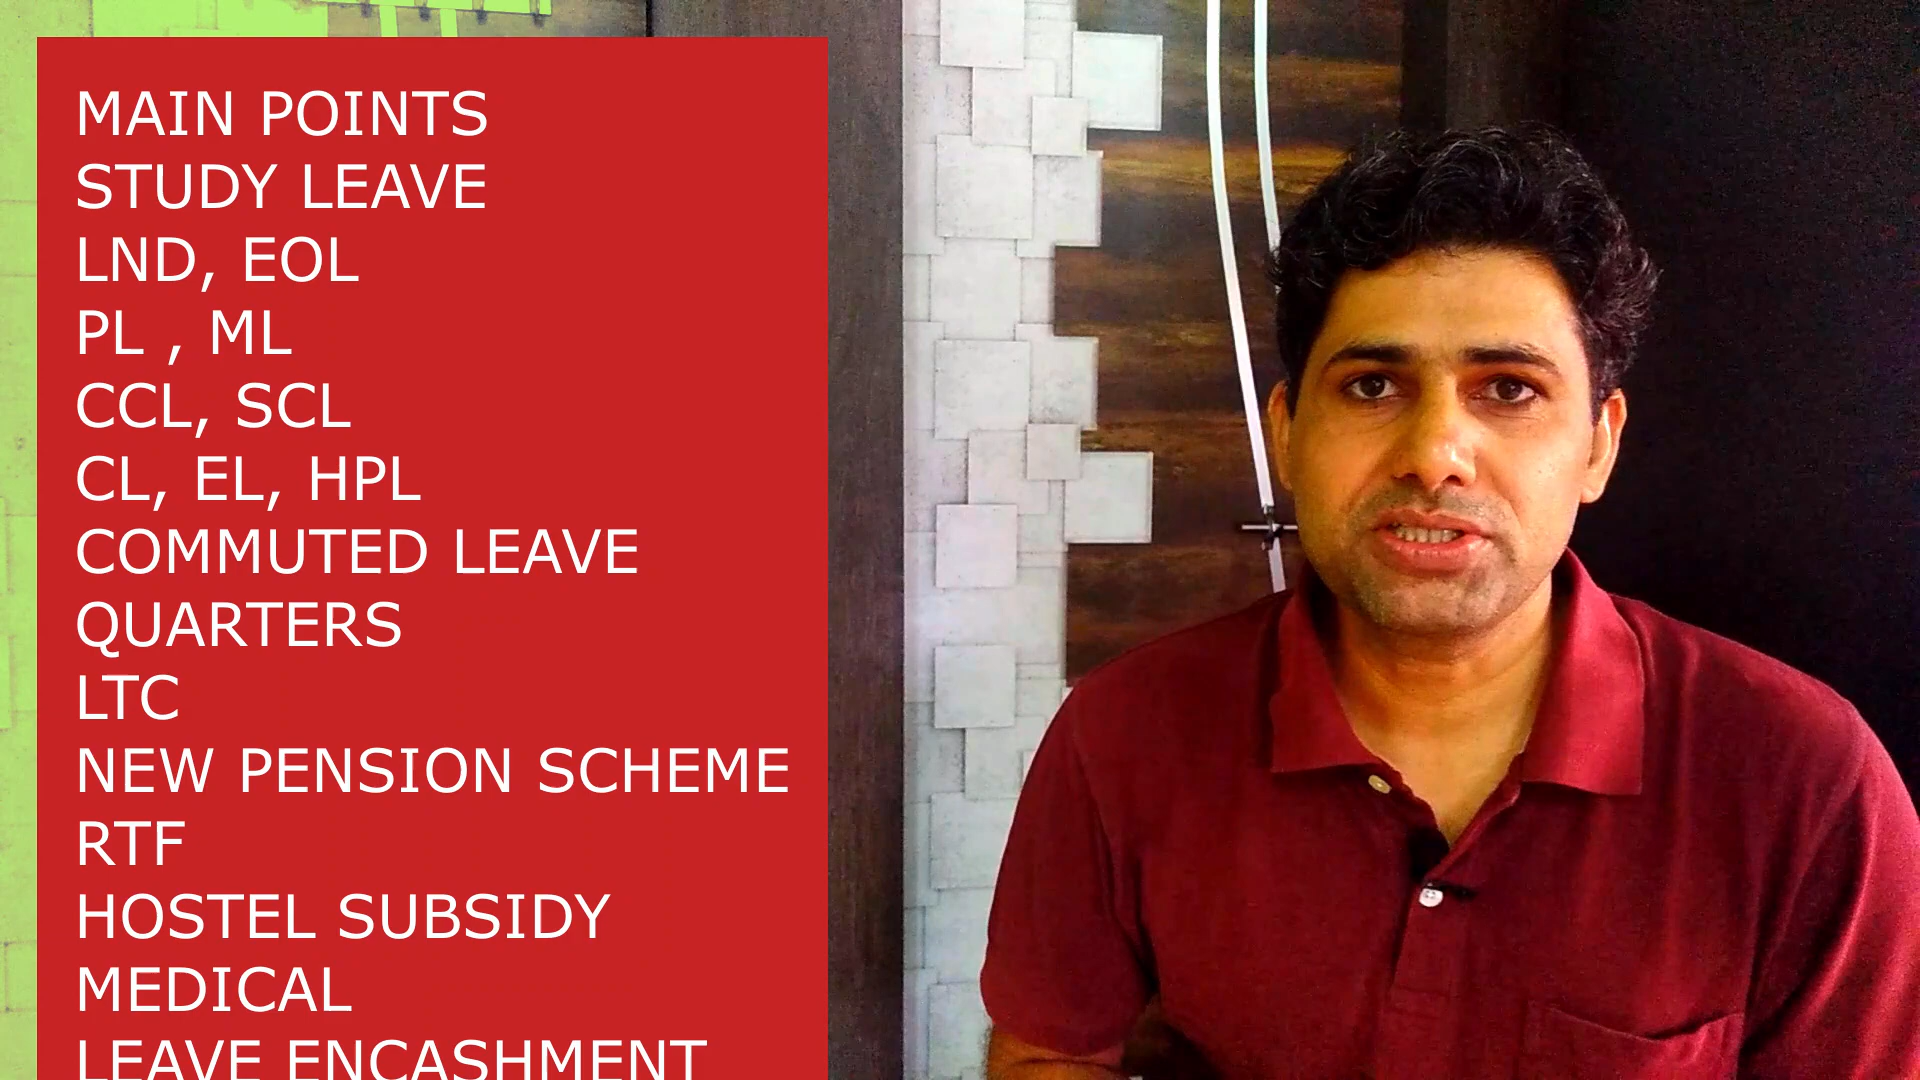 MAIN POINTS
STUDY LEAVE
LND, EOL
PL , ML
CCL, SCL
CL, EL, HPL
COMMUTED LEAVE
QUARTERS
LTC
NEW PENSION SCHEME
RTF
HOSTEL SUBSIDY
MEDICAL
LEAVE ENCASHMENT